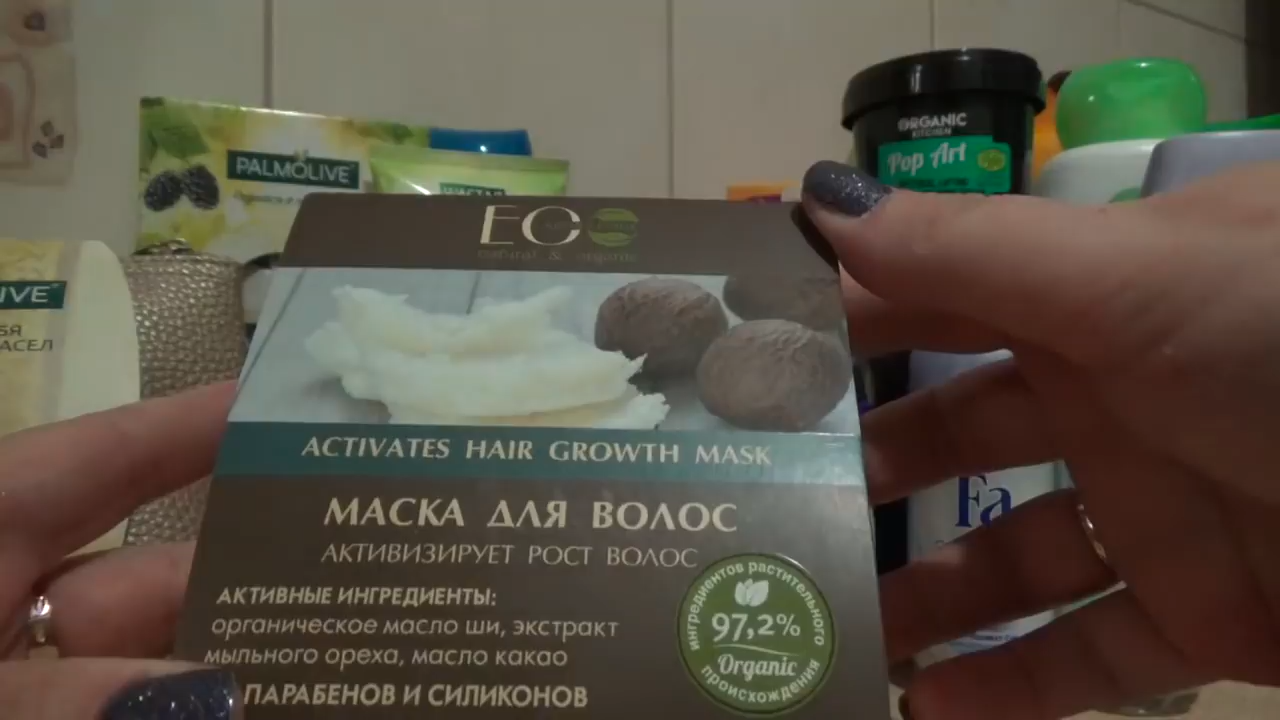 ORGANIC
KITCHEN
Pop Art
PALMOLIVE
IVE
АСЕЛ
EC
natural & organic
ACTIVATES HAIR GROWTH MASK
МАСКА ДЛЯ ВОЛОС
АКТИВИЗИРУЕТ РОСТ ВОЛОС
АКТИВНЫЕ ИНГРЕДИЕНТЫ:
органическое масло ши, экстракт
мыльного ореха, масло какао
ПАРАБЕНОВ И СИЛИКОНОВ
ингредиентов растительного
97,2%
Organic
происхождения
Fa